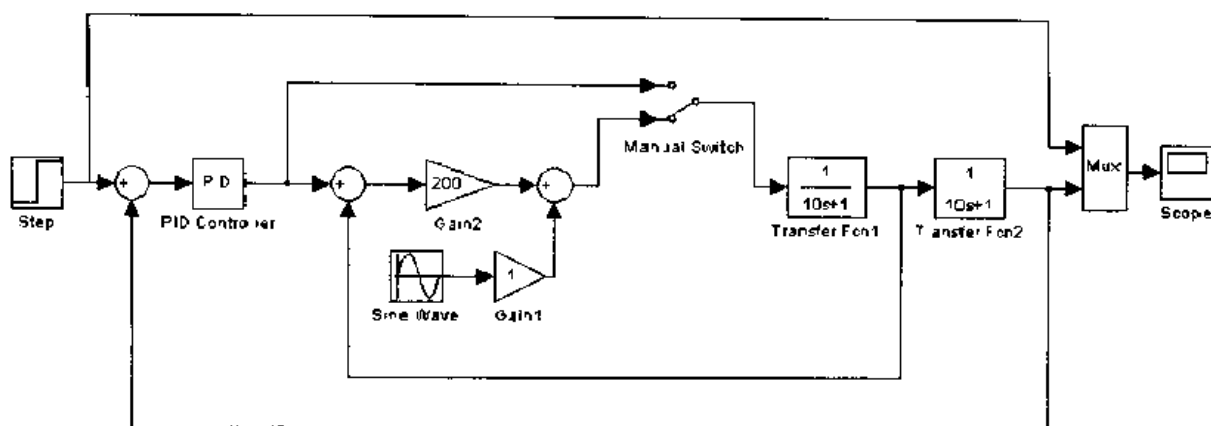 Manual Switch
+
PID
+
200
+
1
10s+1
1
10s+1
Mux
Step
PID Controller
Gain2
Transfer Fcn1
Transfer Fcn2
Scope
1
Sine Wave
Gain1